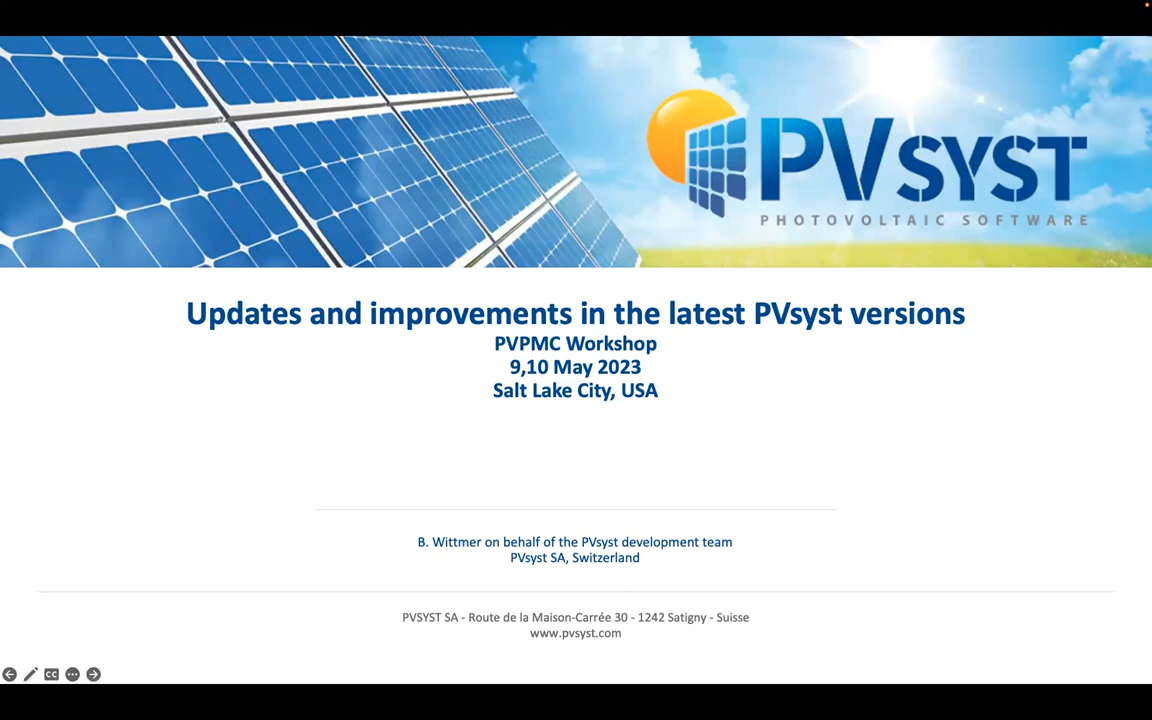 PVSYST
PHOTOVOLTAIC SOFTWARE
Updates and improvements in the latest PVsyst versions
PVPMC Workshop
9,10 May 2023
Salt Lake City, USA
B. Wittmer on behalf of the PVsyst development team
PVsyst SA, Switzerland
PVSYST SA - Route de la Maison-Carrée 30 - 1242 Satigny - Suisse
www.pvsyst.com
CC